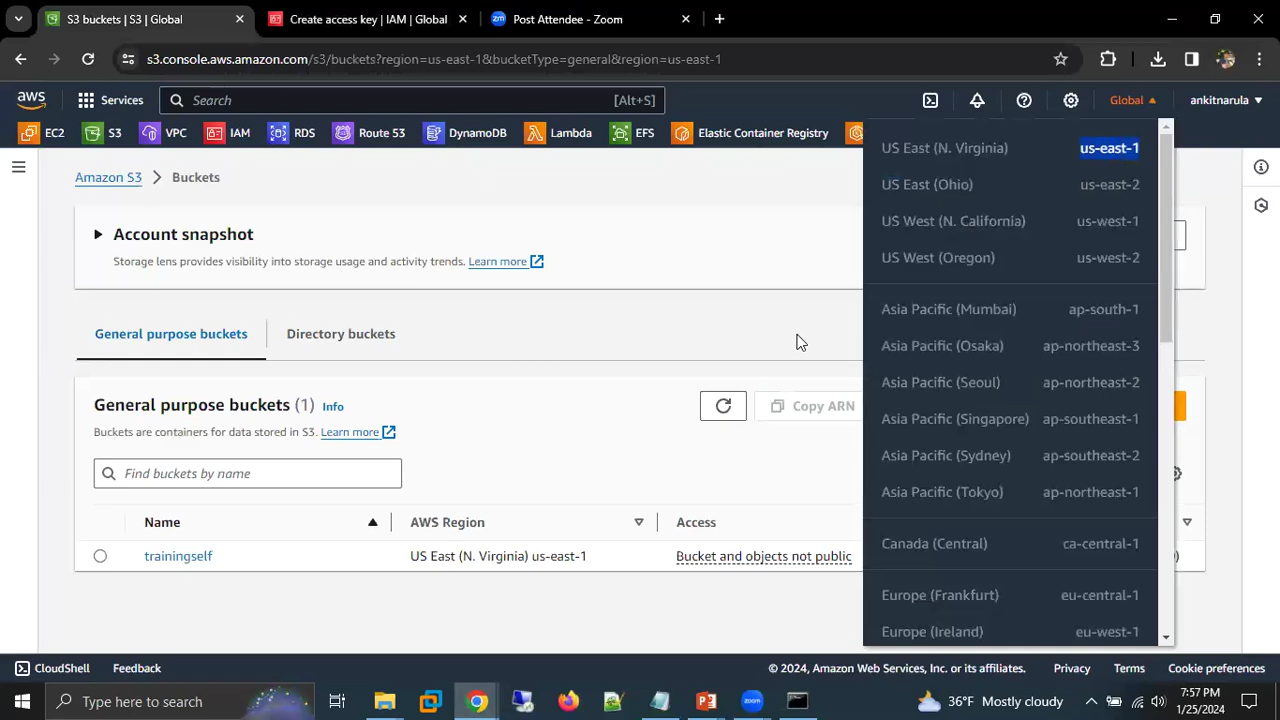 S3 buckets | S3 | Global
Create access key | IAM | Global
Post Attendee - Zoom
s3.console.aws.amazon.com/s3/buckets?region=us-east-1&bucketType=general&region=us-east-1
aws
Services
Search
[Alt+S]
Global
ankitnarula
EC2
S3
VPC
IAM
RDS
Route 53
DynamoDB
Lambda
EFS
Elastic Container Registry
Amazon S3 > Buckets
Account snapshot
Storage lens provides visibility into storage usage and activity trends. Learn more
General purpose buckets
Directory buckets
General purpose buckets (1) Info
Buckets are containers for data stored in S3. Learn more
Copy ARN
Find buckets by name
Name
AWS Region
Access
trainingself
US East (N. Virginia) us-east-1
Bucket and objects not public
US East (N. Virginia) us-east-1
US East (Ohio) us-east-2
US West (N. California) us-west-1
US West (Oregon) us-west-2
Asia Pacific (Mumbai) ap-south-1
Asia Pacific (Osaka) ap-northeast-3
Asia Pacific (Seoul) ap-northeast-2
Asia Pacific (Singapore) ap-southeast-1
Asia Pacific (Sydney) ap-southeast-2
Asia Pacific (Tokyo) ap-northeast-1
Canada (Central) ca-central-1
Europe (Frankfurt) eu-central-1
Europe (Ireland) eu-west-1
CloudShell
Feedback
© 2024, Amazon Web Services, Inc. or its affiliates.
Privacy
Terms
Cookie preferences
Type here to search
zoom
36°F Mostly cloudy
7:57 PM
1/25/2024